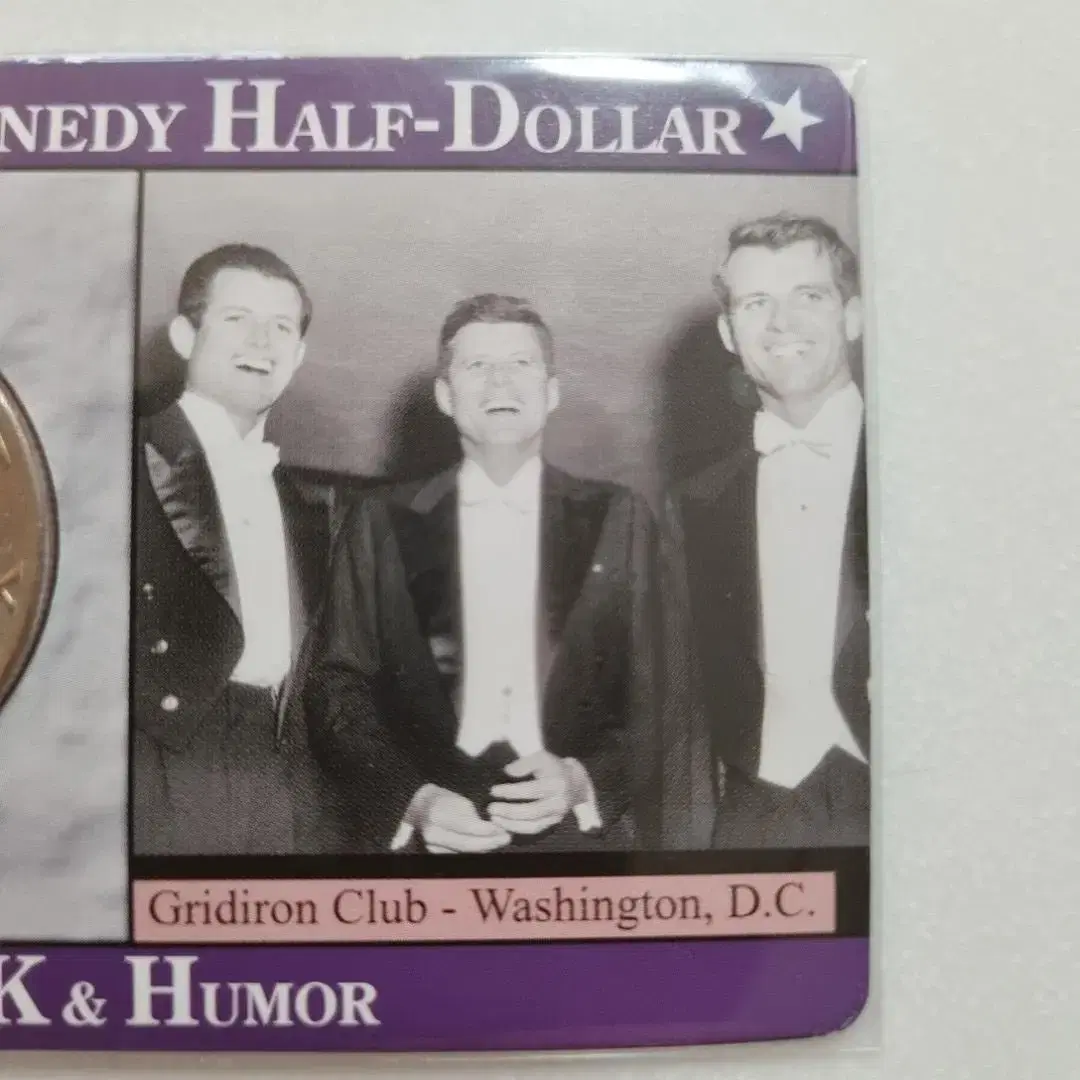 NEDY HALF-DOLLAR
Gridiron Club - Washington, D.C.
K & HUMOR